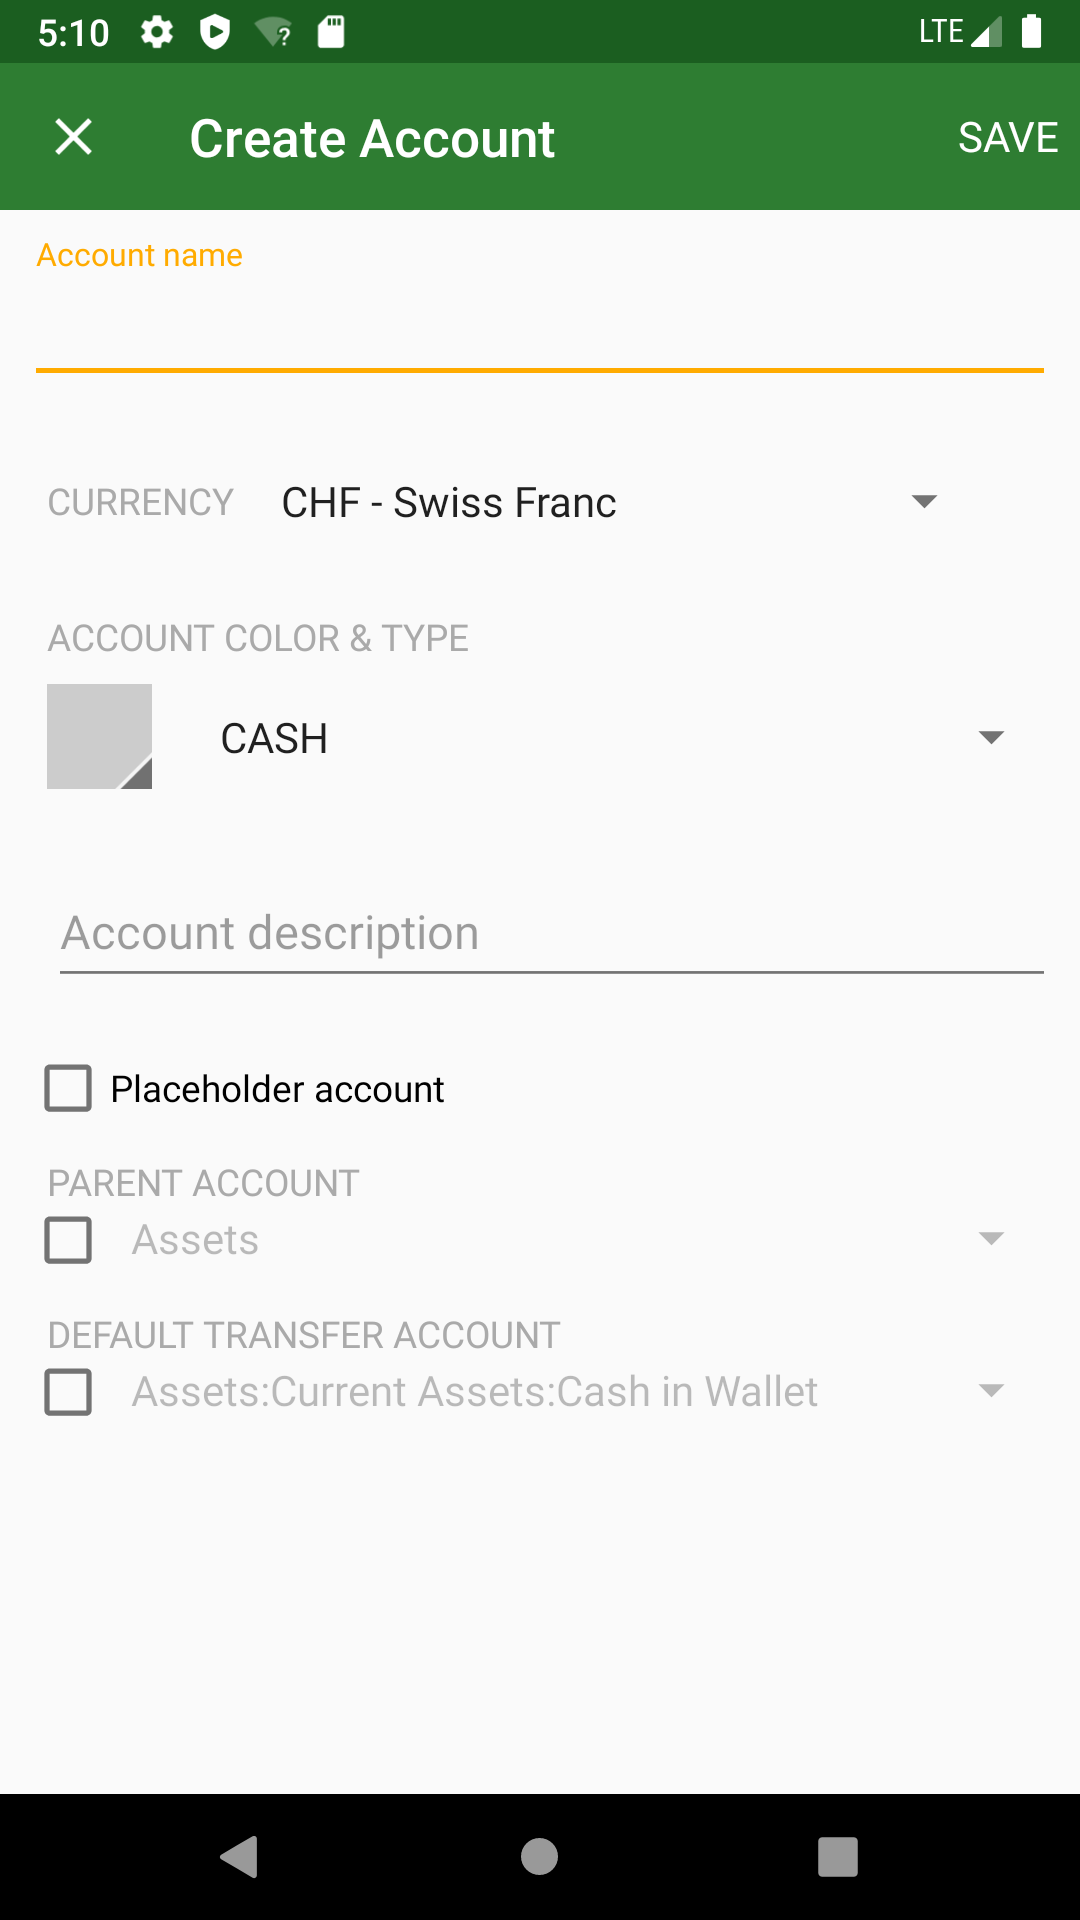 5:10
LTE
Create Account
SAVE
Account name
CURRENCY
CHF - Swiss Franc
ACCOUNT COLOR & TYPE
CASH
Account description
Placeholder account
PARENT ACCOUNT
Assets
DEFAULT TRANSFER ACCOUNT
Assets:Current Assets:Cash in Wallet